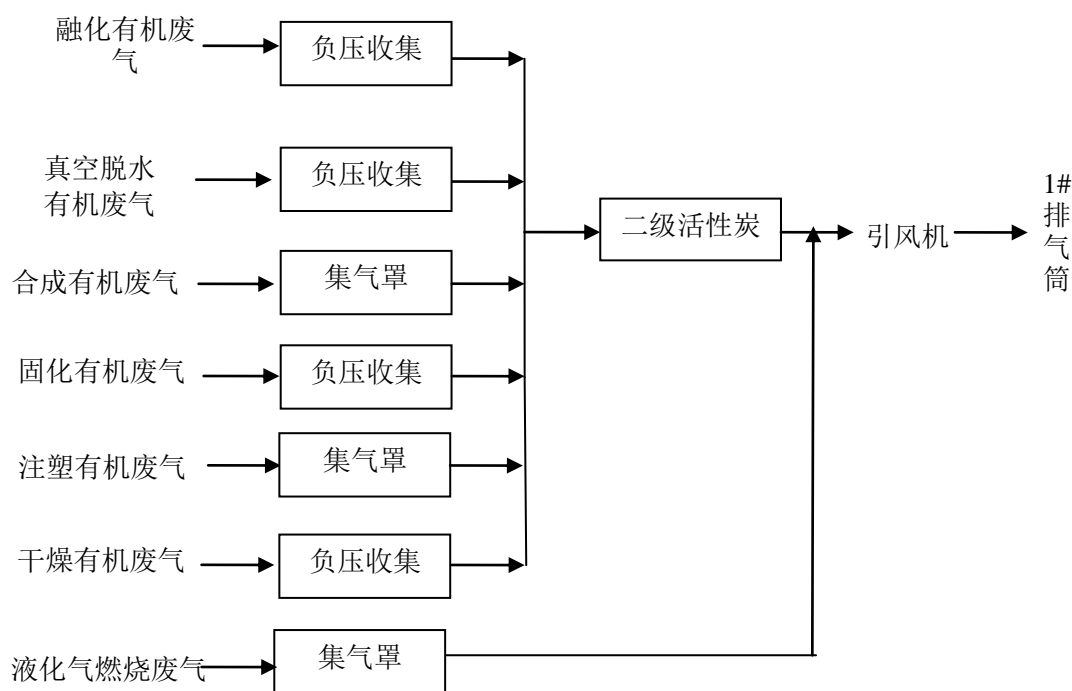 融化有机废
气
负压收集
真空脱水
有机废气
负压收集
合成有机废气
集气罩
固化有机废气
负压收集
注塑有机废气
集气罩
干燥有机废气
负压收集
液化气燃烧废气
集气罩
二级活性炭
引风机
1#
排
气
筒